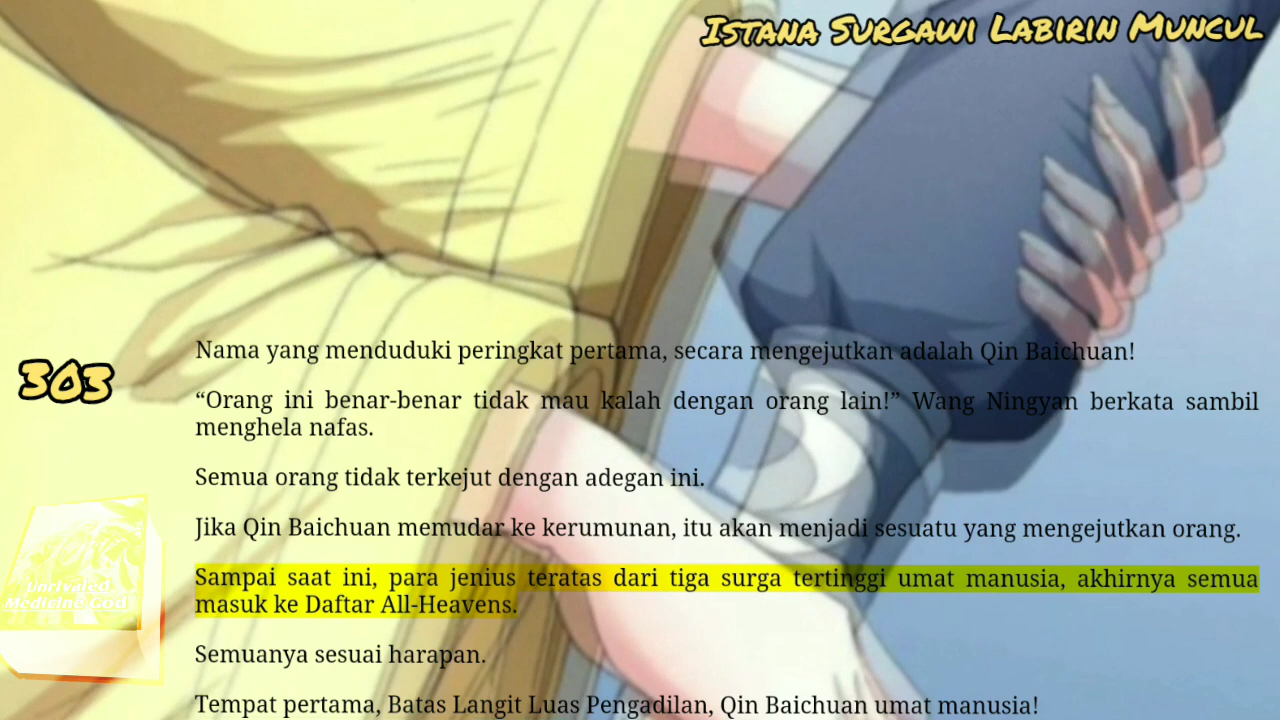 Istana Surgawi Labirin Muncul
303
Nama yang menduduki peringkat pertama, secara mengejutkan adalah Qin Baichuan!
“Orang ini benar-benar tidak mau kalah dengan orang lain!” Wang Ningyan berkata sambil
menghela nafas.
Semua orang tidak terkejut dengan adegan ini.
Jika Qin Baichuan memudar ke kerumunan, itu akan menjadi sesuatu yang mengejutkan orang.
Sampai saat ini, para jenius teratas dari tiga surga tertinggi umat manusia, akhirnya semua
masuk ke Daftar All-Heavens.
Semuanya sesuai harapan.
Tempat pertama, Batas Langit Luas Pengadilan, Qin Baichuan umat manusia!
Unrivaled
Medicine God